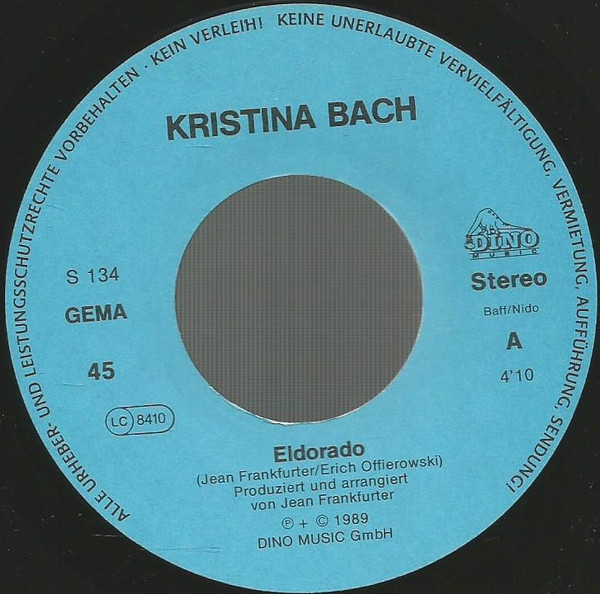 ALLE URHEBER- UND LEISTUNGSSCHUTZRECHTE VORBEHALTEN · KEIN VERLEIH! KEINE UNERLAUBTE VERVIELFÄLTIGUNG, VERMIETUNG, AUFFÜHRUNG, SENDUNG!
KRISTINA BACH
DINO
MUSIC
S 134
Stereo
GEMA
Baff/Nido
A
45
4'10
LC 8410
Eldorado
(Jean Frankfurter/Erich Offierowski)
Produziert und arrangiert
von Jean Frankfurter
℗ + © 1989
DINO MUSIC GmbH